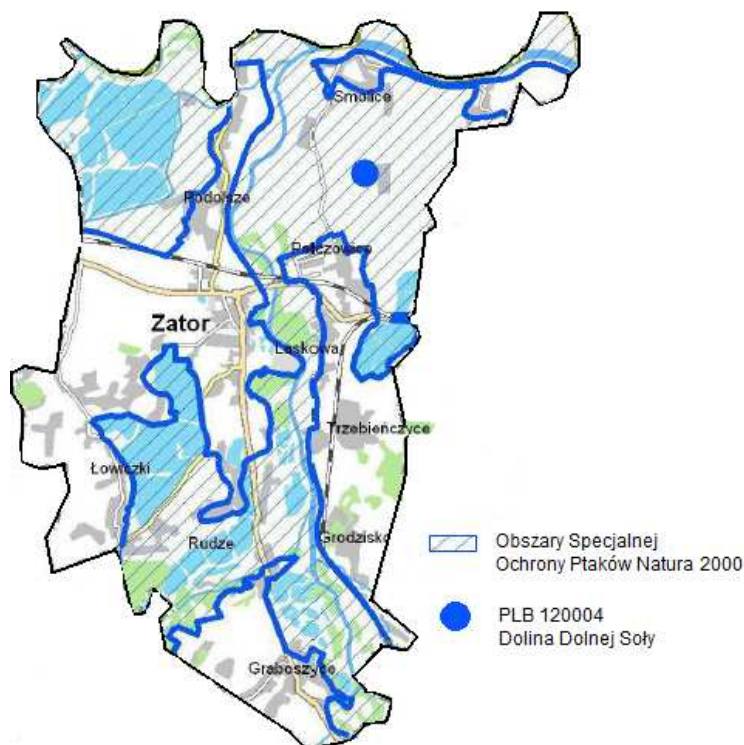 Smolice
Podolsze
Palczowice
Zator
Laskowa
Trzebieńczyce
Łowiczki
Rudze
Grodzisko
Graboszyce
Obszary Specjalnej
Ochrony Ptaków Natura 2000
PLB 120004
Dolina Dolnej Soły